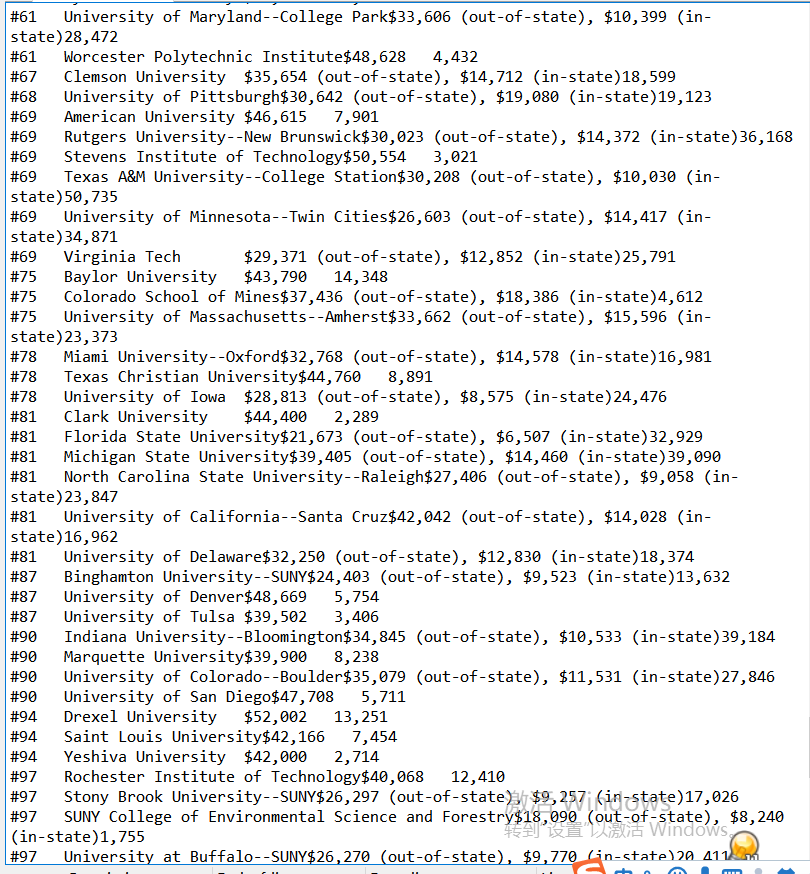 #61   University of Maryland--College Park$33,606 (out-of-state), $10,399 (in-
state)28,472
#61   Worcester Polytechnic Institute$48,628   4,432
#67   Clemson University  $35,654 (out-of-state), $14,712 (in-state)18,599
#68   University of Pittsburgh$30,642 (out-of-state), $19,080 (in-state)19,123
#69   American University $46,615   7,901
#69   Rutgers University--New Brunswick$30,023 (out-of-state), $14,372 (in-state)36,168
#69   Stevens Institute of Technology$50,554   3,021
#69   Texas A&M University--College Station$30,208 (out-of-state), $10,030 (in-
state)50,735
#69   University of Minnesota--Twin Cities$26,603 (out-of-state), $14,417 (in-
state)34,871
#69   Virginia Tech       $29,371 (out-of-state), $12,852 (in-state)25,791
#75   Baylor University   $43,790   14,348
#75   Colorado School of Mines$37,436 (out-of-state), $18,386 (in-state)4,612
#75   University of Massachusetts--Amherst$33,662 (out-of-state), $15,596 (in-
state)23,373
#78   Miami University--Oxford$32,768 (out-of-state), $14,578 (in-state)16,981
#78   Texas Christian University$44,760   8,891
#78   University of Iowa  $28,813 (out-of-state), $8,575 (in-state)24,476
#81   Clark University    $44,400   2,289
#81   Florida State University$21,673 (out-of-state), $6,507 (in-state)32,929
#81   Michigan State University$39,405 (out-of-state), $14,460 (in-state)39,090
#81   North Carolina State University--Raleigh$27,406 (out-of-state), $9,058 (in-
state)23,847
#81   University of California--Santa Cruz$42,042 (out-of-state), $14,028 (in-
state)16,962
#81   University of Delaware$32,250 (out-of-state), $12,830 (in-state)18,374
#87   Binghamton University--SUNY$24,403 (out-of-state), $9,523 (in-state)13,632
#87   University of Denver$48,669   5,754
#87   University of Tulsa $39,502   3,406
#90   Indiana University--Bloomington$34,845 (out-of-state), $10,533 (in-state)39,184
#90   Marquette University$39,900   8,238
#90   University of Colorado--Boulder$35,079 (out-of-state), $11,531 (in-state)27,846
#90   University of San Diego$47,708   5,711
#94   Drexel University   $52,002   13,251
#94   Saint Louis University$42,166   7,454
#94   Yeshiva University  $42,000   2,714
#97   Rochester Institute of Technology$40,068   12,410
#97   Stony Brook University--SUNY$26,297 (out-of-state), $9,257 (in-state)17,026
激活 Windows
#97   SUNY College of Environmental Science and Forestry$18,090 (out-of-state), $8,240
转到"设置"以激活 Windows。
(in-state)1,755
#97   University at Buffalo--SUNY$26,270 (out-of-state), $9,770 (in-state)20,411